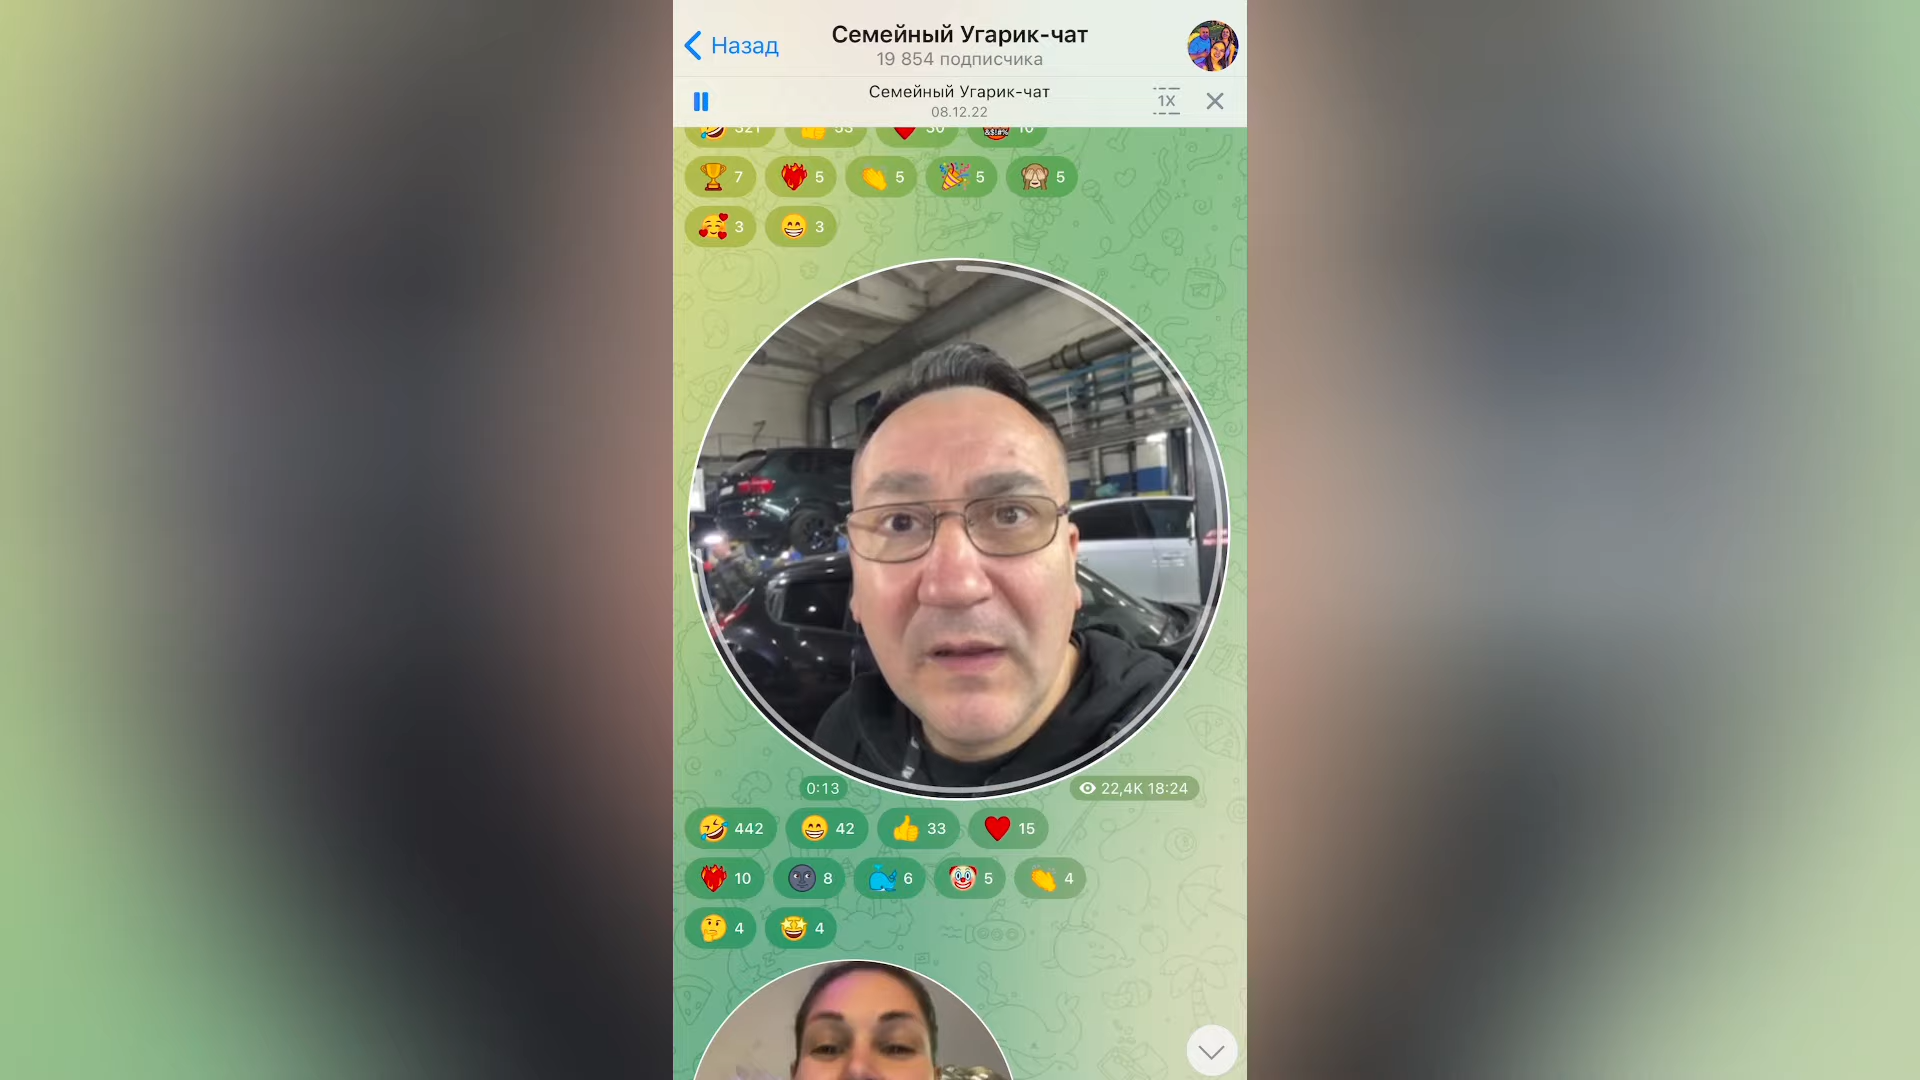 Назад
Семейный Угарик-чат
19 854 подписчика
Семейный Угарик-чат
08.12.22
1X
7 5 5 5 5
3 3
0:13
22,4K 18:24
442 42 33 15
10 8 6 5 4
4 4